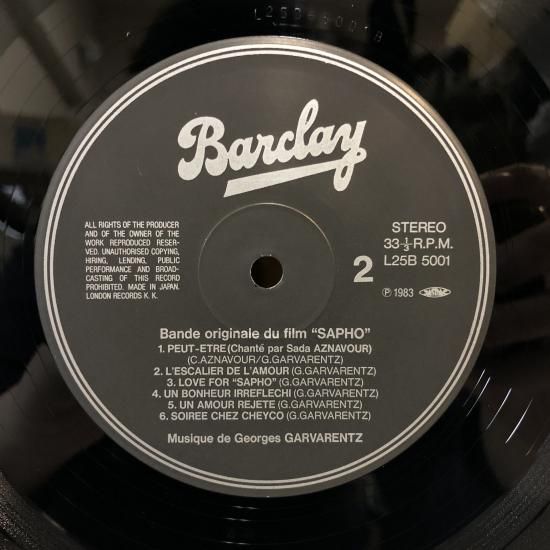 Barclay
ALL RIGHTS OF THE PRODUCER
AND OF THE OWNER OF THE
WORK REPRODUCED RESER-
VED. UNAUTHORISED COPYING,
HIRING, LENDING, PUBLIC
PERFORMANCE AND BROAD-
CASTING OF THIS RECORD
PROHIBITED. MADE IN JAPAN.
LONDON RECORDS K. K.
STEREO
33⅓R.P.M.
L25B 5001
2
℗ 1983
Bande originale du film “SAPHO”
1. PEUT-ETRE (Chanté par Sada AZNAVOUR)
(C.AZNAVOUR/G.GARVARENTZ)
2. L'ESCALIER DE L'AMOUR (G.GARVARENTZ)
3. LOVE FOR “SAPHO” (G.GARVARENTZ)
4. UN BONHEUR IRREFLECHI (G.GARVARENTZ)
5. UN AMOUR REJETE (G.GARVARENTZ)
6. SOIREE CHEZ CHEYCO (G.GARVARENTZ)
Musique de Georges GARVARENTZ